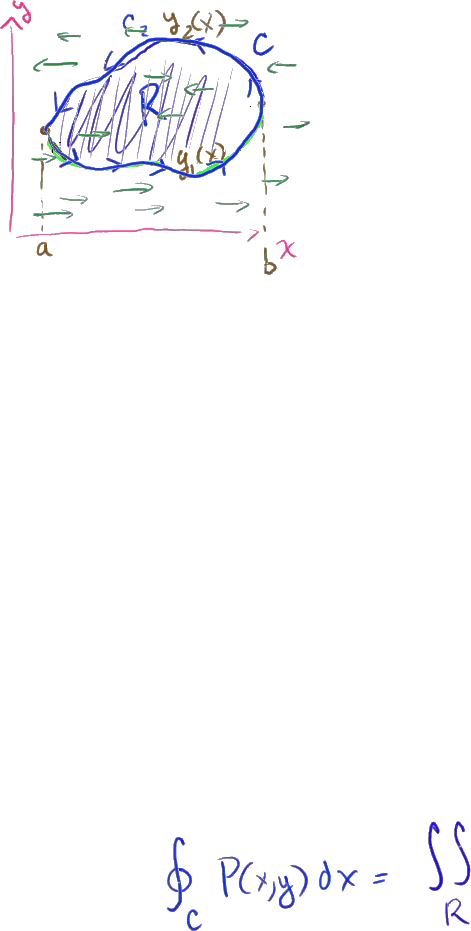 y
C₂ y₂(x) C
R
y₁(x)
a b x
∮_C P(x,y) dx = ∬_R